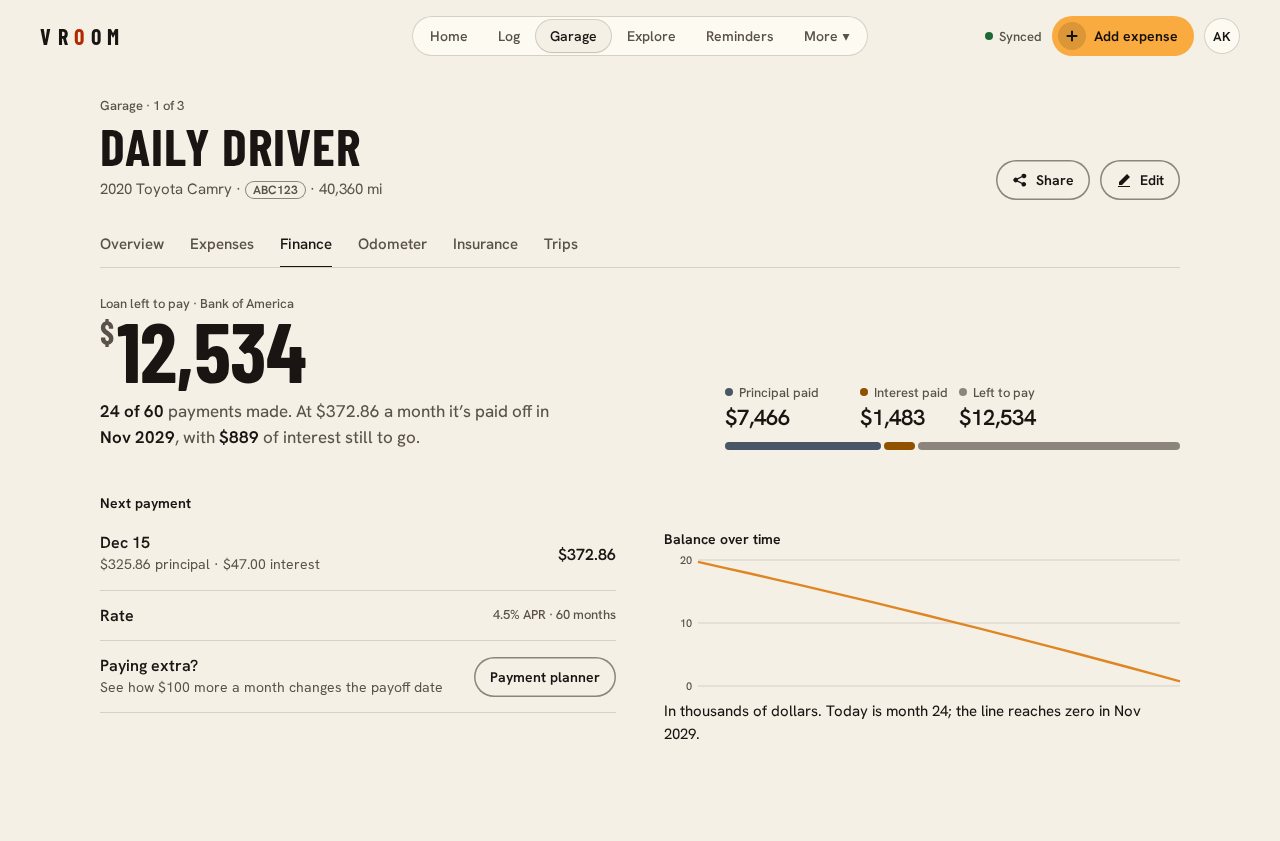 VROOM
Home
Log
Garage
Explore
Reminders
More ▾
Synced
+ Add expense
AK
Garage · 1 of 3
DAILY DRIVER
2020 Toyota Camry · ABC123 · 40,360 mi
Share
Edit
Overview
Expenses
Finance
Odometer
Insurance
Trips
Loan left to pay · Bank of America
$12,534
24 of 60 payments made. At $372.86 a month it’s paid off in
Nov 2029, with $889 of interest still to go.
Principal paid
$7,466
Interest paid
$1,483
Left to pay
$12,534
Next payment
Dec 15
$325.86 principal · $47.00 interest
$372.86
Rate
4.5% APR · 60 months
Paying extra?
See how $100 more a month changes the payoff date
Payment planner
Balance over time
20
10
0
In thousands of dollars. Today is month 24; the line reaches zero in Nov
2029.